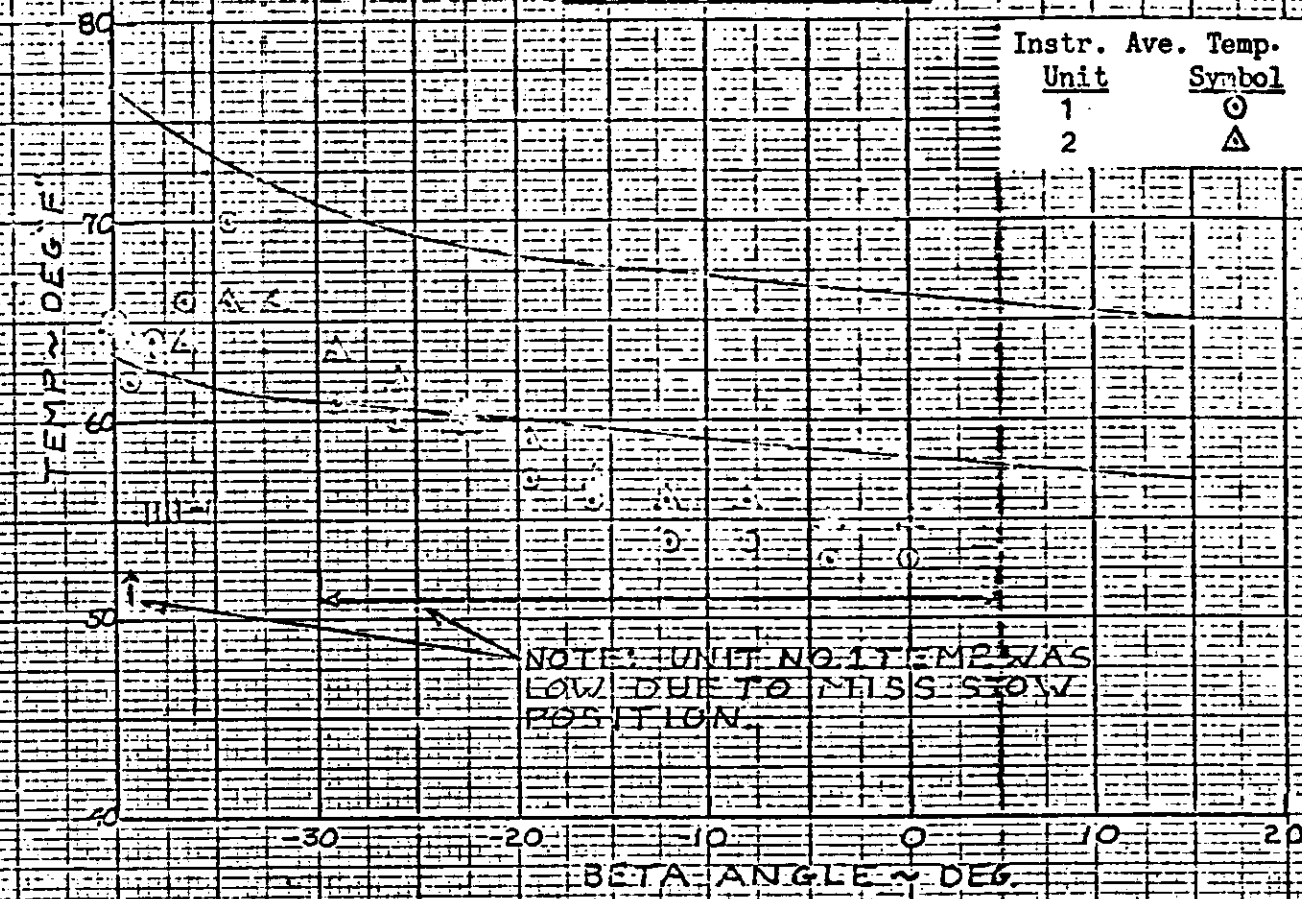 80
Instr. Ave. Temp.
Unit Symbol
1
2
70
60
50
TEMP ~ DEG F
NOTE: UNIT NO. 1 TEMP WAS
LOW DUE TO MISS STOW
POSITION.
-30 -20 -10 0 10 20
BETA ANGLE ~ DEG.